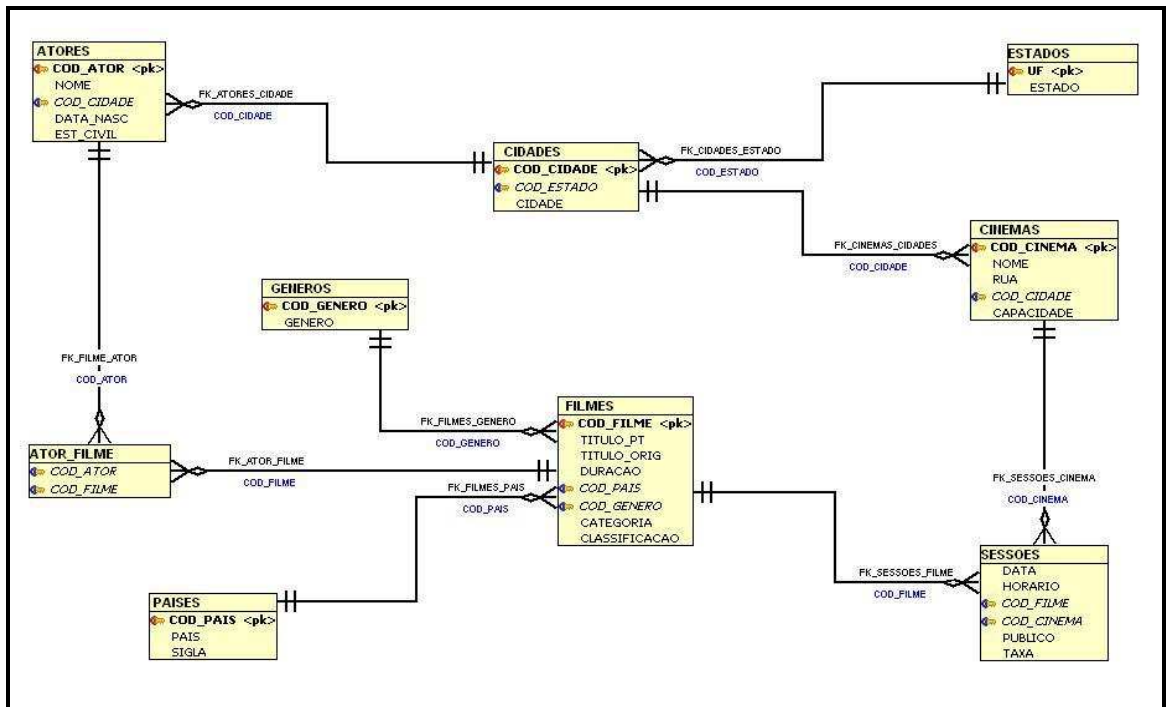 ATORES
COD_ATOR <pk>
NOME
COD_CIDADE
DATA_NASC
EST_CIVIL
FK_ATORES_CIDADE
COD_CIDADE
ESTADOS
UF <pk>
ESTADO
CIDADES
COD_CIDADE <pk>
COD_ESTADO
CIDADE
FK_CIDADES_ESTADO
COD_ESTADO
FK_CINEMAS_CIDADES
COD_CIDADE
CINEMAS
COD_CINEMA <pk>
NOME
RUA
COD_CIDADE
CAPACIDADE
GENEROS
COD_GENERO <pk>
GENERO
FK_FILME_ATOR
COD_ATOR
FK_FILMES_GENERO
COD_GENERO
FILMES
COD_FILME <pk>
TITULO_PT
TITULO_ORIG
DURACAO
COD_PAIS
COD_GENERO
CATEGORIA
CLASSIFICACAO
ATOR_FILME
COD_ATOR
COD_FILME
FK_ATOR_FILME
COD_FILME
FK_FILMES_PAIS
COD_PAIS
FK_SESSOES_CINEMA
COD_CINEMA
FK_SESSOES_FILME
COD_FILME
SESSOES
DATA
HORARIO
COD_FILME
COD_CINEMA
PUBLICO
TAXA
PAISES
COD_PAIS <pk>
PAIS
SIGLA